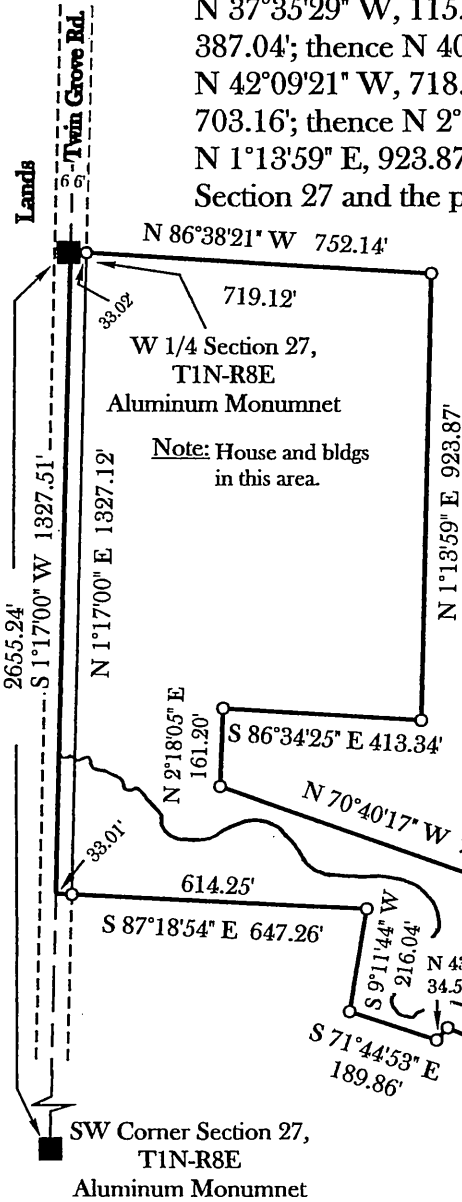 N 37°35'29" W, 115.
387.04'; thence N 40
N 42°09'21" W, 718.
703.16'; thence N 2°
N 1°13'59" E, 923.87
Section 27 and the p
Twin Grove Rd.
Lands
6 6'
N 86°38'21" W 752.14'
719.12'
33.02'
W 1/4 Section 27,
T1N-R8E
Aluminum Monumnet
Note: House and bldgs
in this area.
N 1°13'59" E 923.87'
2655.24'
S 1°17'00" W 1327.51'
N 1°17'00" E 1327.12'
N 2°18'05" E
161.20'
S 86°34'25" E 413.34'
N 70°40'17" W
33.01'
614.25'
S 87°18'54" E 647.26'
S 9°11'44" W
216.04'
N 43
34.5
S 71°44'53" E
189.86'
SW Corner Section 27,
T1N-R8E
Aluminum Monumnet